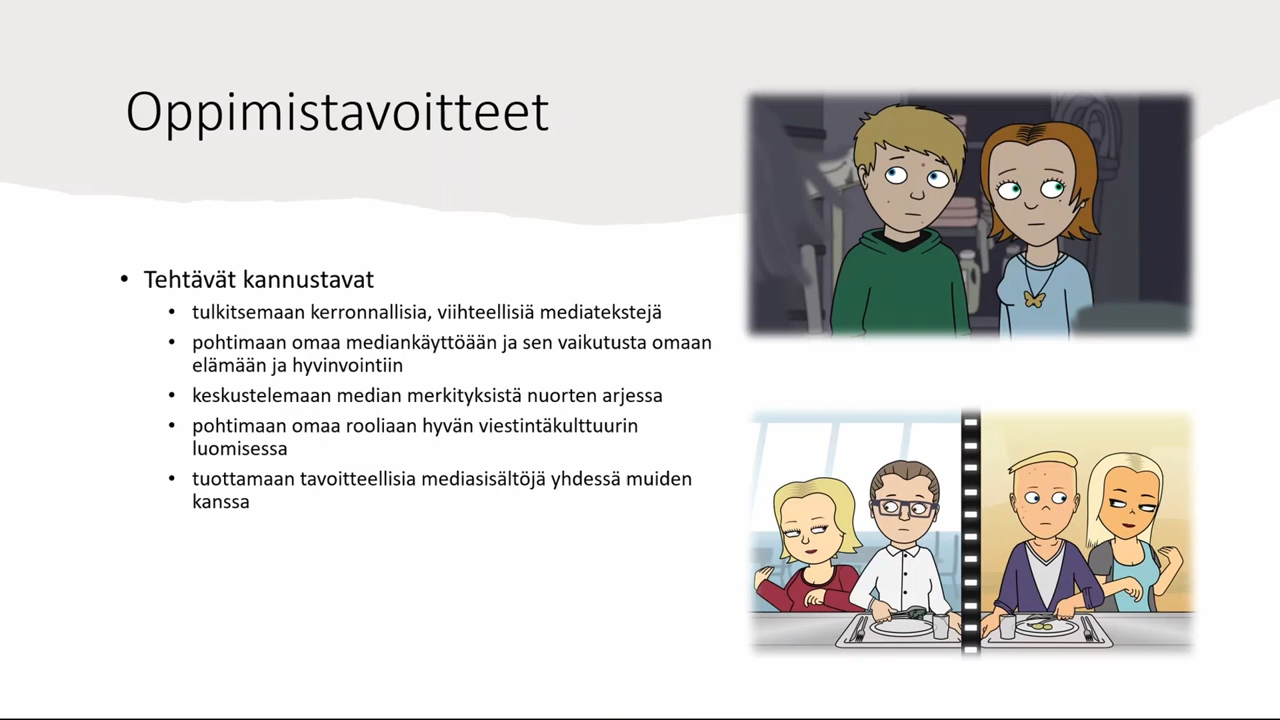 Oppimistavoitteet
• Tehtävät kannustavat
• tulkitsemaan kerronnallisia, viihteellisiä mediatekstejä
• pohtimaan omaa mediankäyttöään ja sen vaikutusta omaan
elämään ja hyvinvointiin
• keskustelemaan median merkityksistä nuorten arjessa
• pohtimaan omaa rooliaan hyvän viestintäkulttuurin
luomisessa
• tuottamaan tavoitteellisia mediasisältöjä yhdessä muiden
kanssa